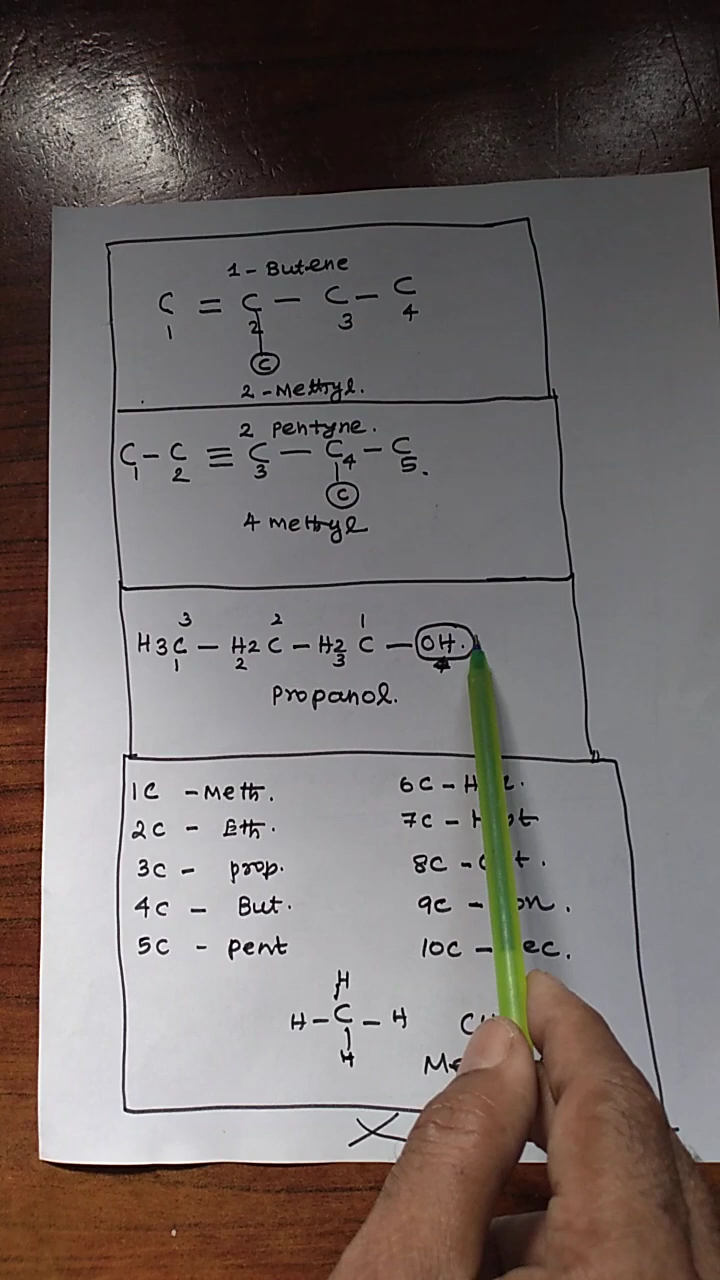 1 - Butene
C = C - C - C
1 2 3 4
C
2 - Methyl.
2 Pentyne.
C - C ≡ C - C - C
1 2 3 4 5.
C
4 methyl
3 2 1
H3C - H2C - H2C - OH.
1 2 3
Propanol.
1C - Meth. 6C -
2C - Eth. 7C -
3C - prop. 8C -
4C - But. 9C -
5C - pent 10C -
H
H - C - H
H